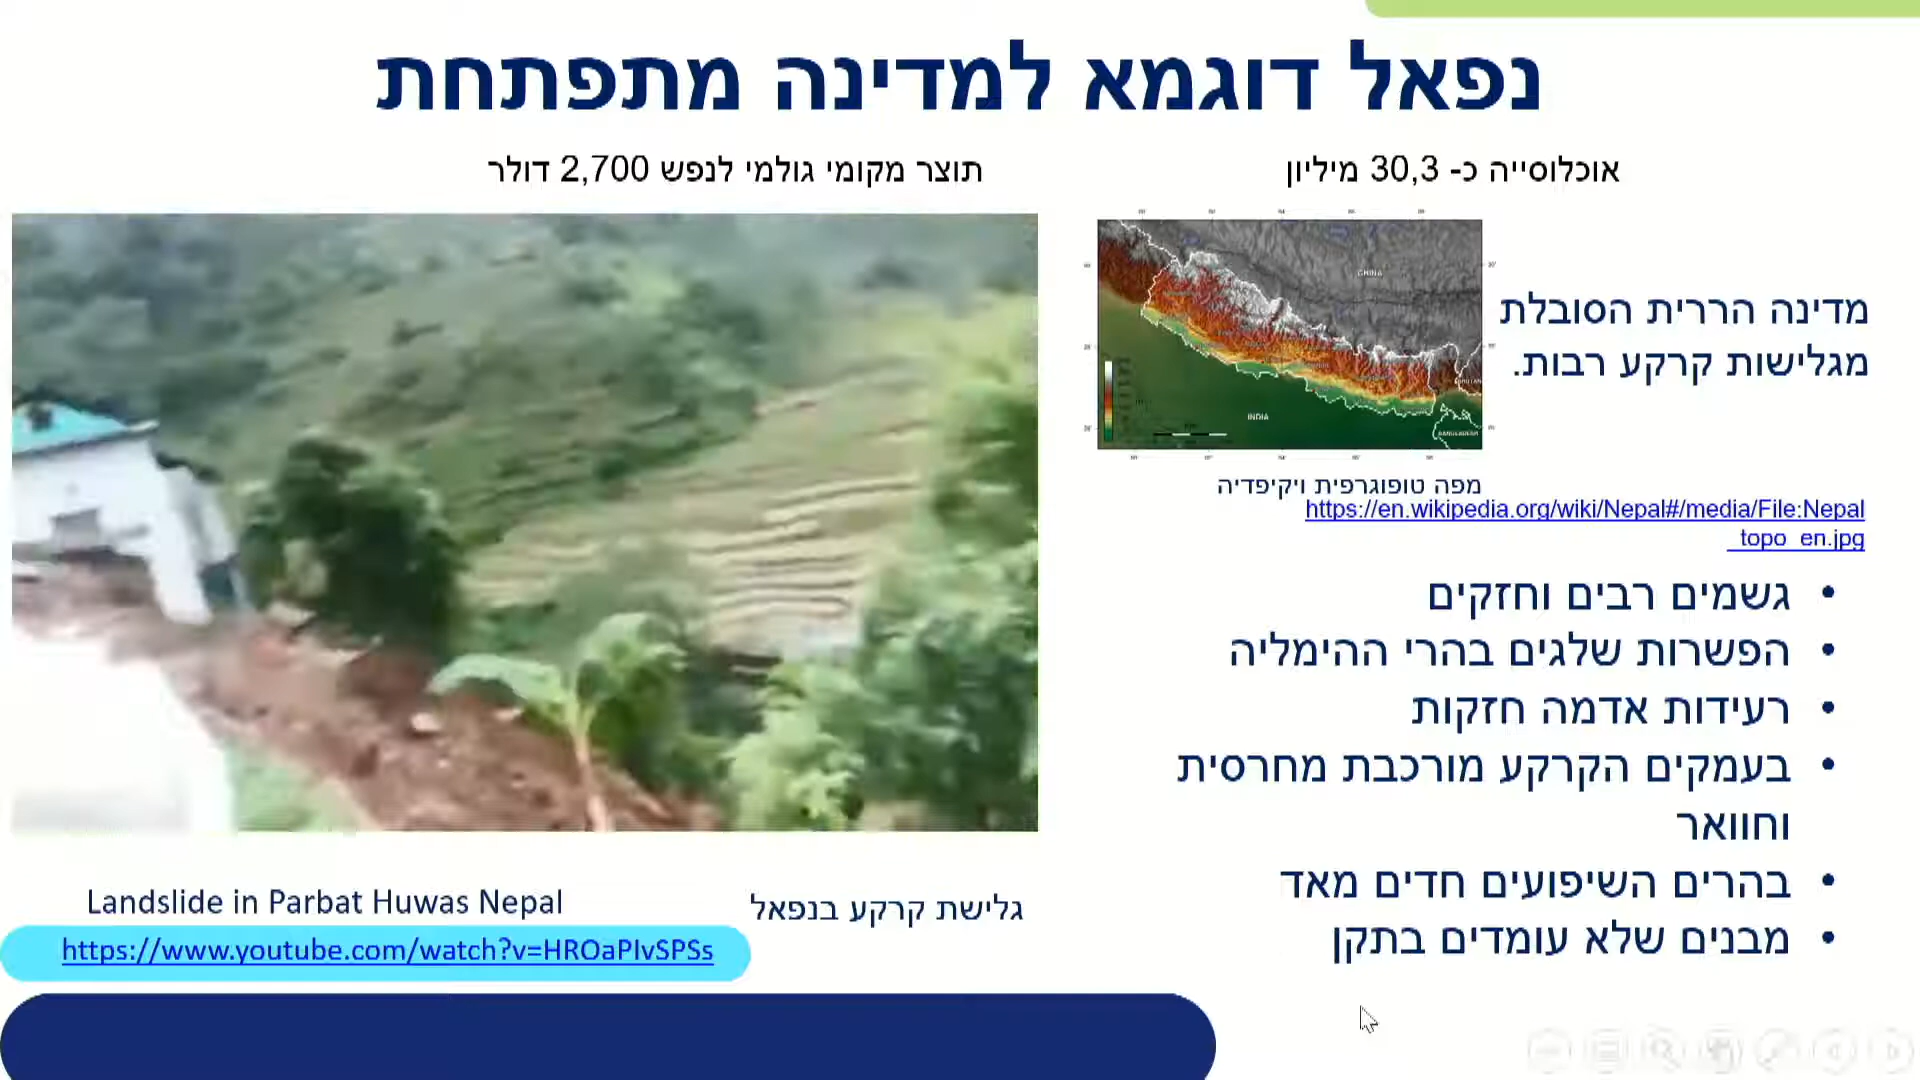 נפאל דוגמא למדינה מתפתחת
אוכלוסייה כ- 30,3 מיליון
תוצר מקומי גולמי לנפש 2,700 דולר
מדינה הררית הסובלת
מגלישות קרקע רבות.
CHINA
INDIA
מפה טופוגרפית ויקיפדיה
https://en.wikipedia.org/wiki/Nepal#/media/File:Nepal
_topo_en.jpg
• גשמים רבים וחזקים
• הפשרות שלגים בהרי ההימליה
• רעידות אדמה חזקות
• בעמקים הקרקע מורכבת מחרסית
וחוואר
• בהרים השיפועים חדים מאד
• מבנים שלא עומדים בתקן
גלישת קרקע בנפאל
Landslide in Parbat Huwas Nepal
https://www.youtube.com/watch?v=HROaPIvSPSs